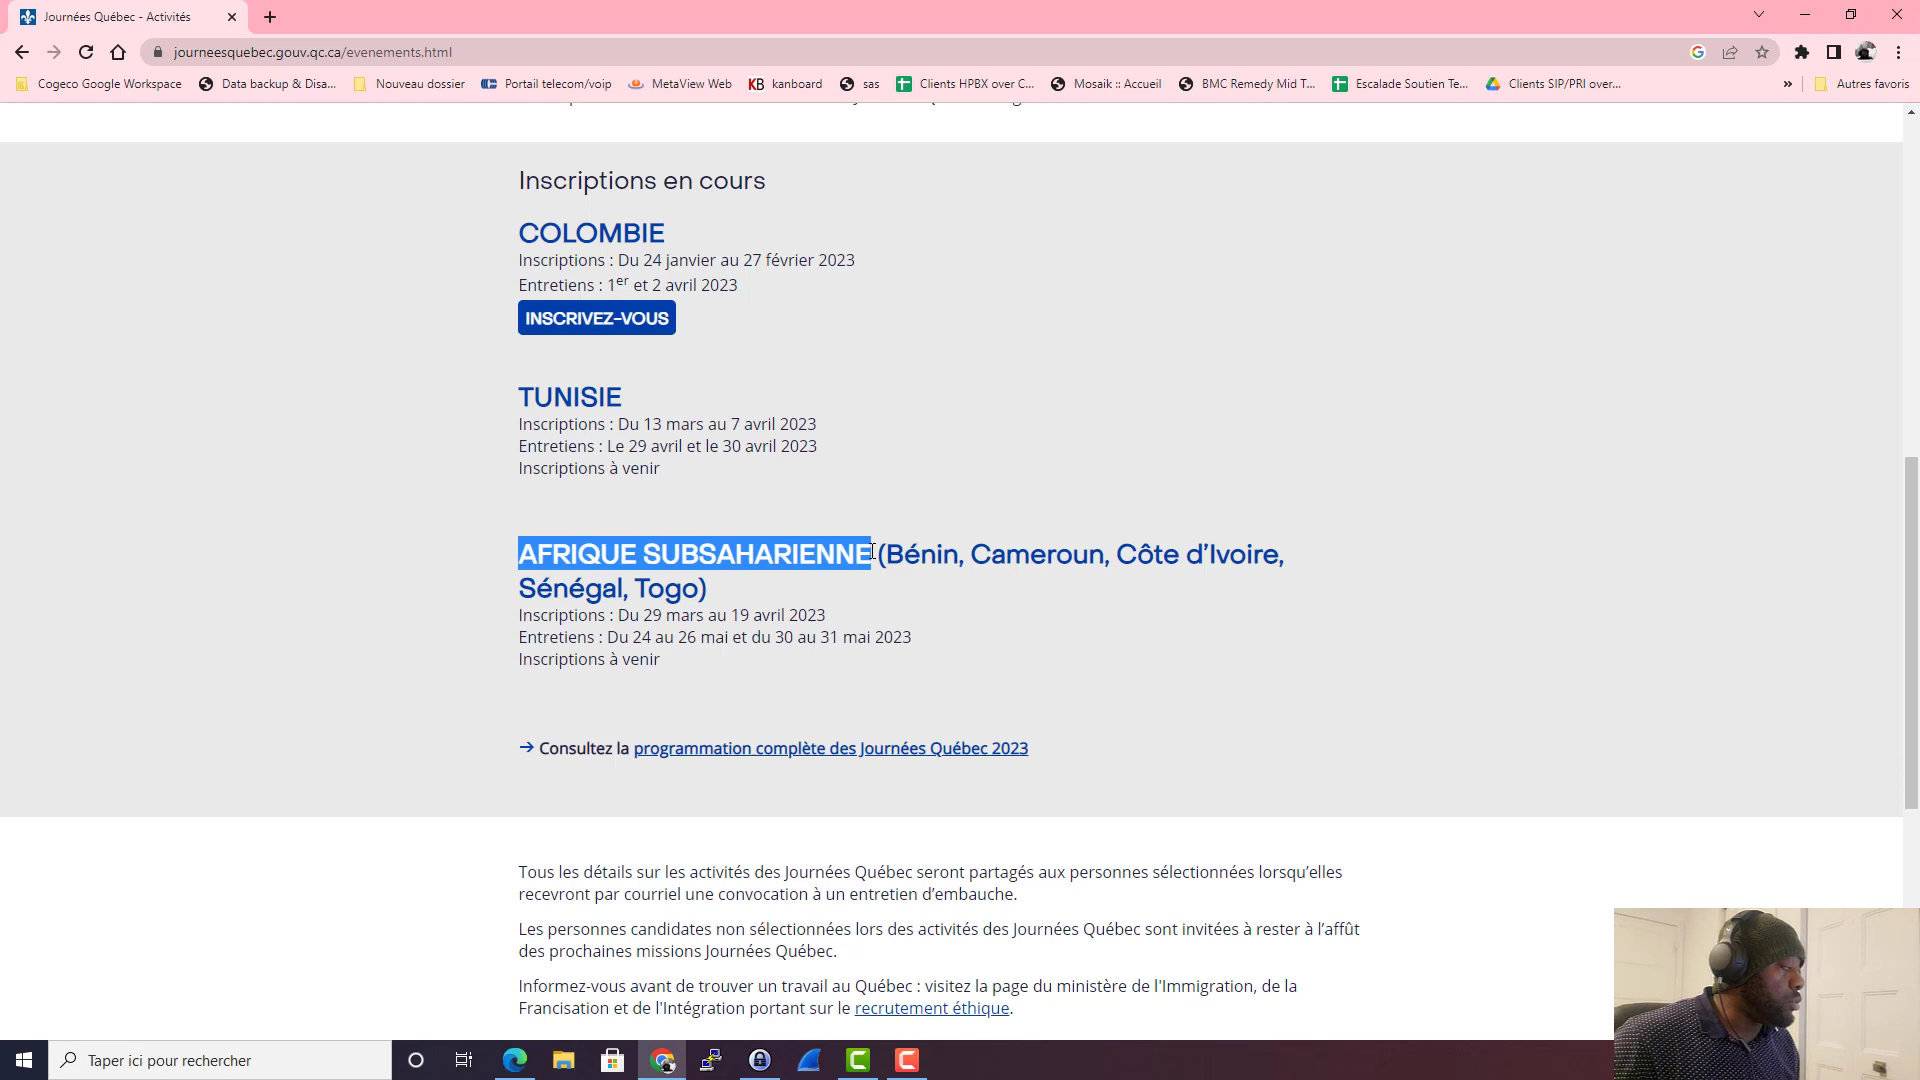 Journées Québec - Activités
journeesquebec.gouv.qc.ca/evenements.html
Cogeco Google Workspace
Data backup & Disa...
Nouveau dossier
Portail telecom/voip
MetaView Web
KB kanboard
sas
Clients HPBX over C...
Mosaik :: Accueil
BMC Remedy Mid T...
Escalade Soutien Te...
Clients SIP/PRI over...
»
Autres favoris
Inscriptions en cours
COLOMBIE
Inscriptions : Du 24 janvier au 27 février 2023
Entretiens : 1er et 2 avril 2023
INSCRIVEZ-VOUS
TUNISIE
Inscriptions : Du 13 mars au 7 avril 2023
Entretiens : Le 29 avril et le 30 avril 2023
Inscriptions à venir
AFRIQUE SUBSAHARIENNE (Bénin, Cameroun, Côte d’Ivoire,
Sénégal, Togo)
Inscriptions : Du 29 mars au 19 avril 2023
Entretiens : Du 24 au 26 mai et du 30 au 31 mai 2023
Inscriptions à venir
→ Consultez la programmation complète des Journées Québec 2023
Tous les détails sur les activités des Journées Québec seront partagés aux personnes sélectionnées lorsqu’elles
recevront par courriel une convocation à un entretien d’embauche.
Les personnes candidates non sélectionnées lors des activités des Journées Québec sont invitées à rester à l’affût
des prochaines missions Journées Québec.
Informez-vous avant de trouver un travail au Québec : visitez la page du ministère de l'Immigration, de la
Francisation et de l'Intégration portant sur le recrutement éthique.
Taper ici pour rechercher